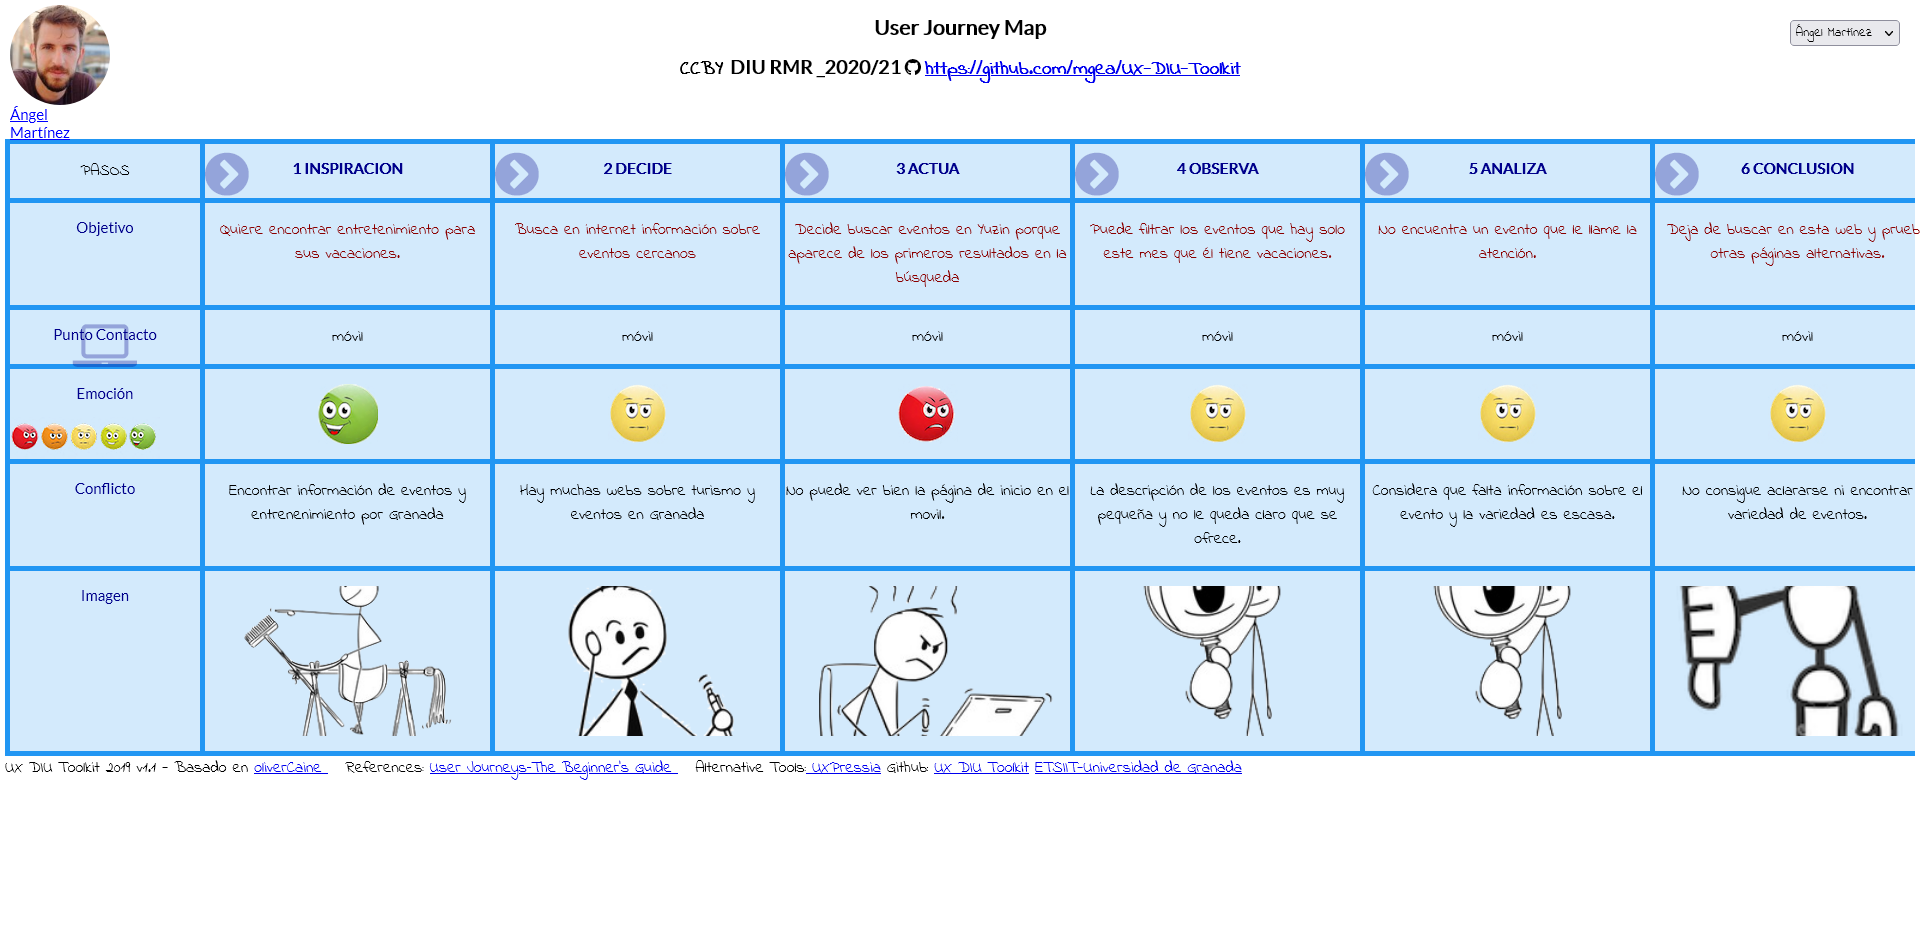 User Journey Map
Ángel Martínez
CCBY DIU RMR _2020/21 https://github.com/mgea/UX-DIU-Toolkit
Ángel
Martínez
PASOS
1 INSPIRACION
2 DECIDE
3 ACTUA
4 OBSERVA
5 ANALIZA
6 CONCLUSION
Objetivo
Quiere encontrar entretenimiento para
sus vacaciones.
Busca en internet información sobre
eventos cercanos
Decide buscar eventos en Yuzin porque
aparece de los primeros resultados en la
búsqueda
Puede filtrar los eventos que hay solo
este mes que él tiene vacaciones.
No encuentra un evento que le llame la
atención.
Deja de buscar en esta web y prueb
otras páginas alternativas.
Punto Contacto
móvil
móvil
móvil
móvil
móvil
móvil
Emoción
Conflicto
Encontrar información de eventos y
entrenenimiento por Granada
Hay muchas webs sobre turismo y
eventos en Granada
No puede ver bien la página de inicio en el
movil.
La descripción de los eventos es muy
pequeña y no le queda claro que se
ofrece.
Considera que falta información sobre el
evento y la variedad es escasa.
No consigue aclararse ni encontrar
variedad de eventos.
Imagen
UX DIU Toolkit 2019 v1.1 - Basado en oliverCaine References: User Journeys-The Beginner's Guide Alternative Tools: UXPressia Github: UX DIU Toolkit ETSIIT-Universidad de Granada